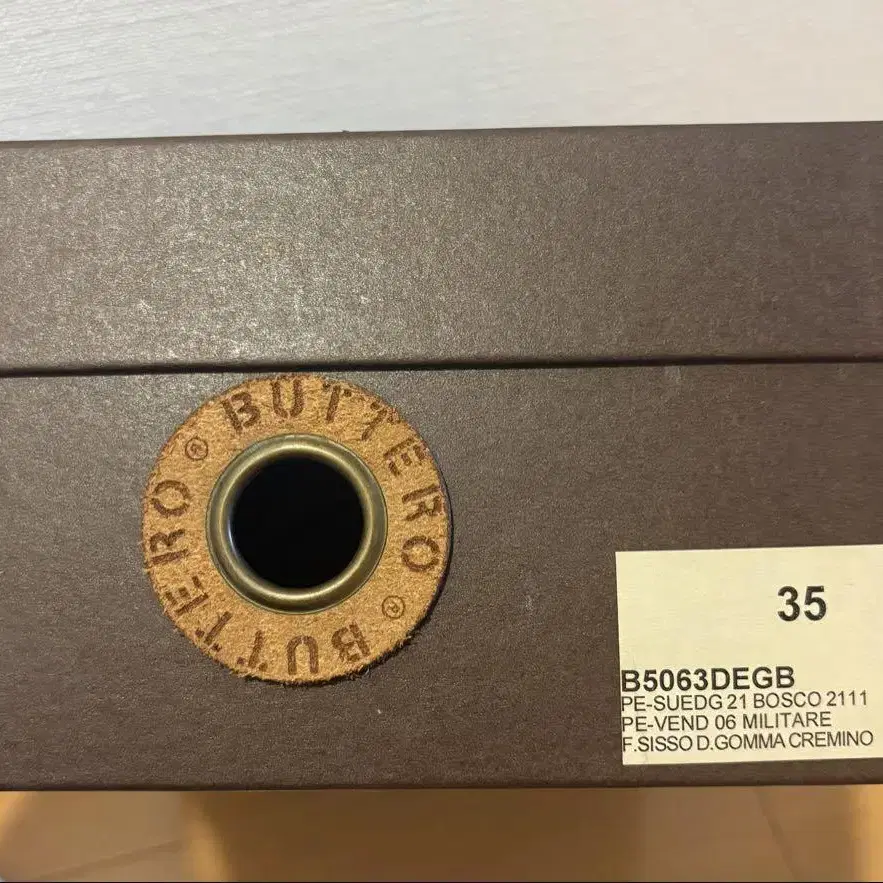 BUTTERO ® BUTTERO ®
35
B5063DEGB
PE-SUEDG 21 BOSCO 2111
PE-VEND 06 MILITARE
F.SISSO D.GOMMA CREMINO